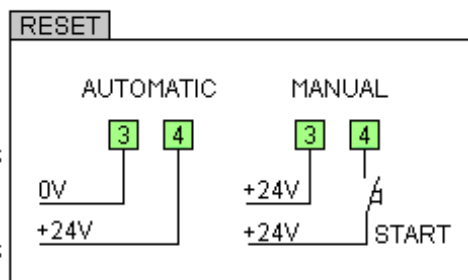 RESET
AUTOMATIC MANUAL
3 4 3 4
0V +24V
+24V +24V START